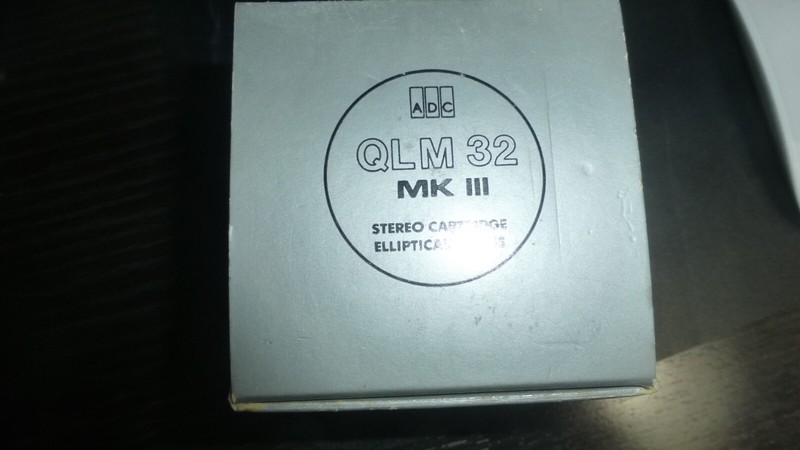 ADC
QLM 32
MK III
STEREO CARTRIDGE
ELLIPTICAL